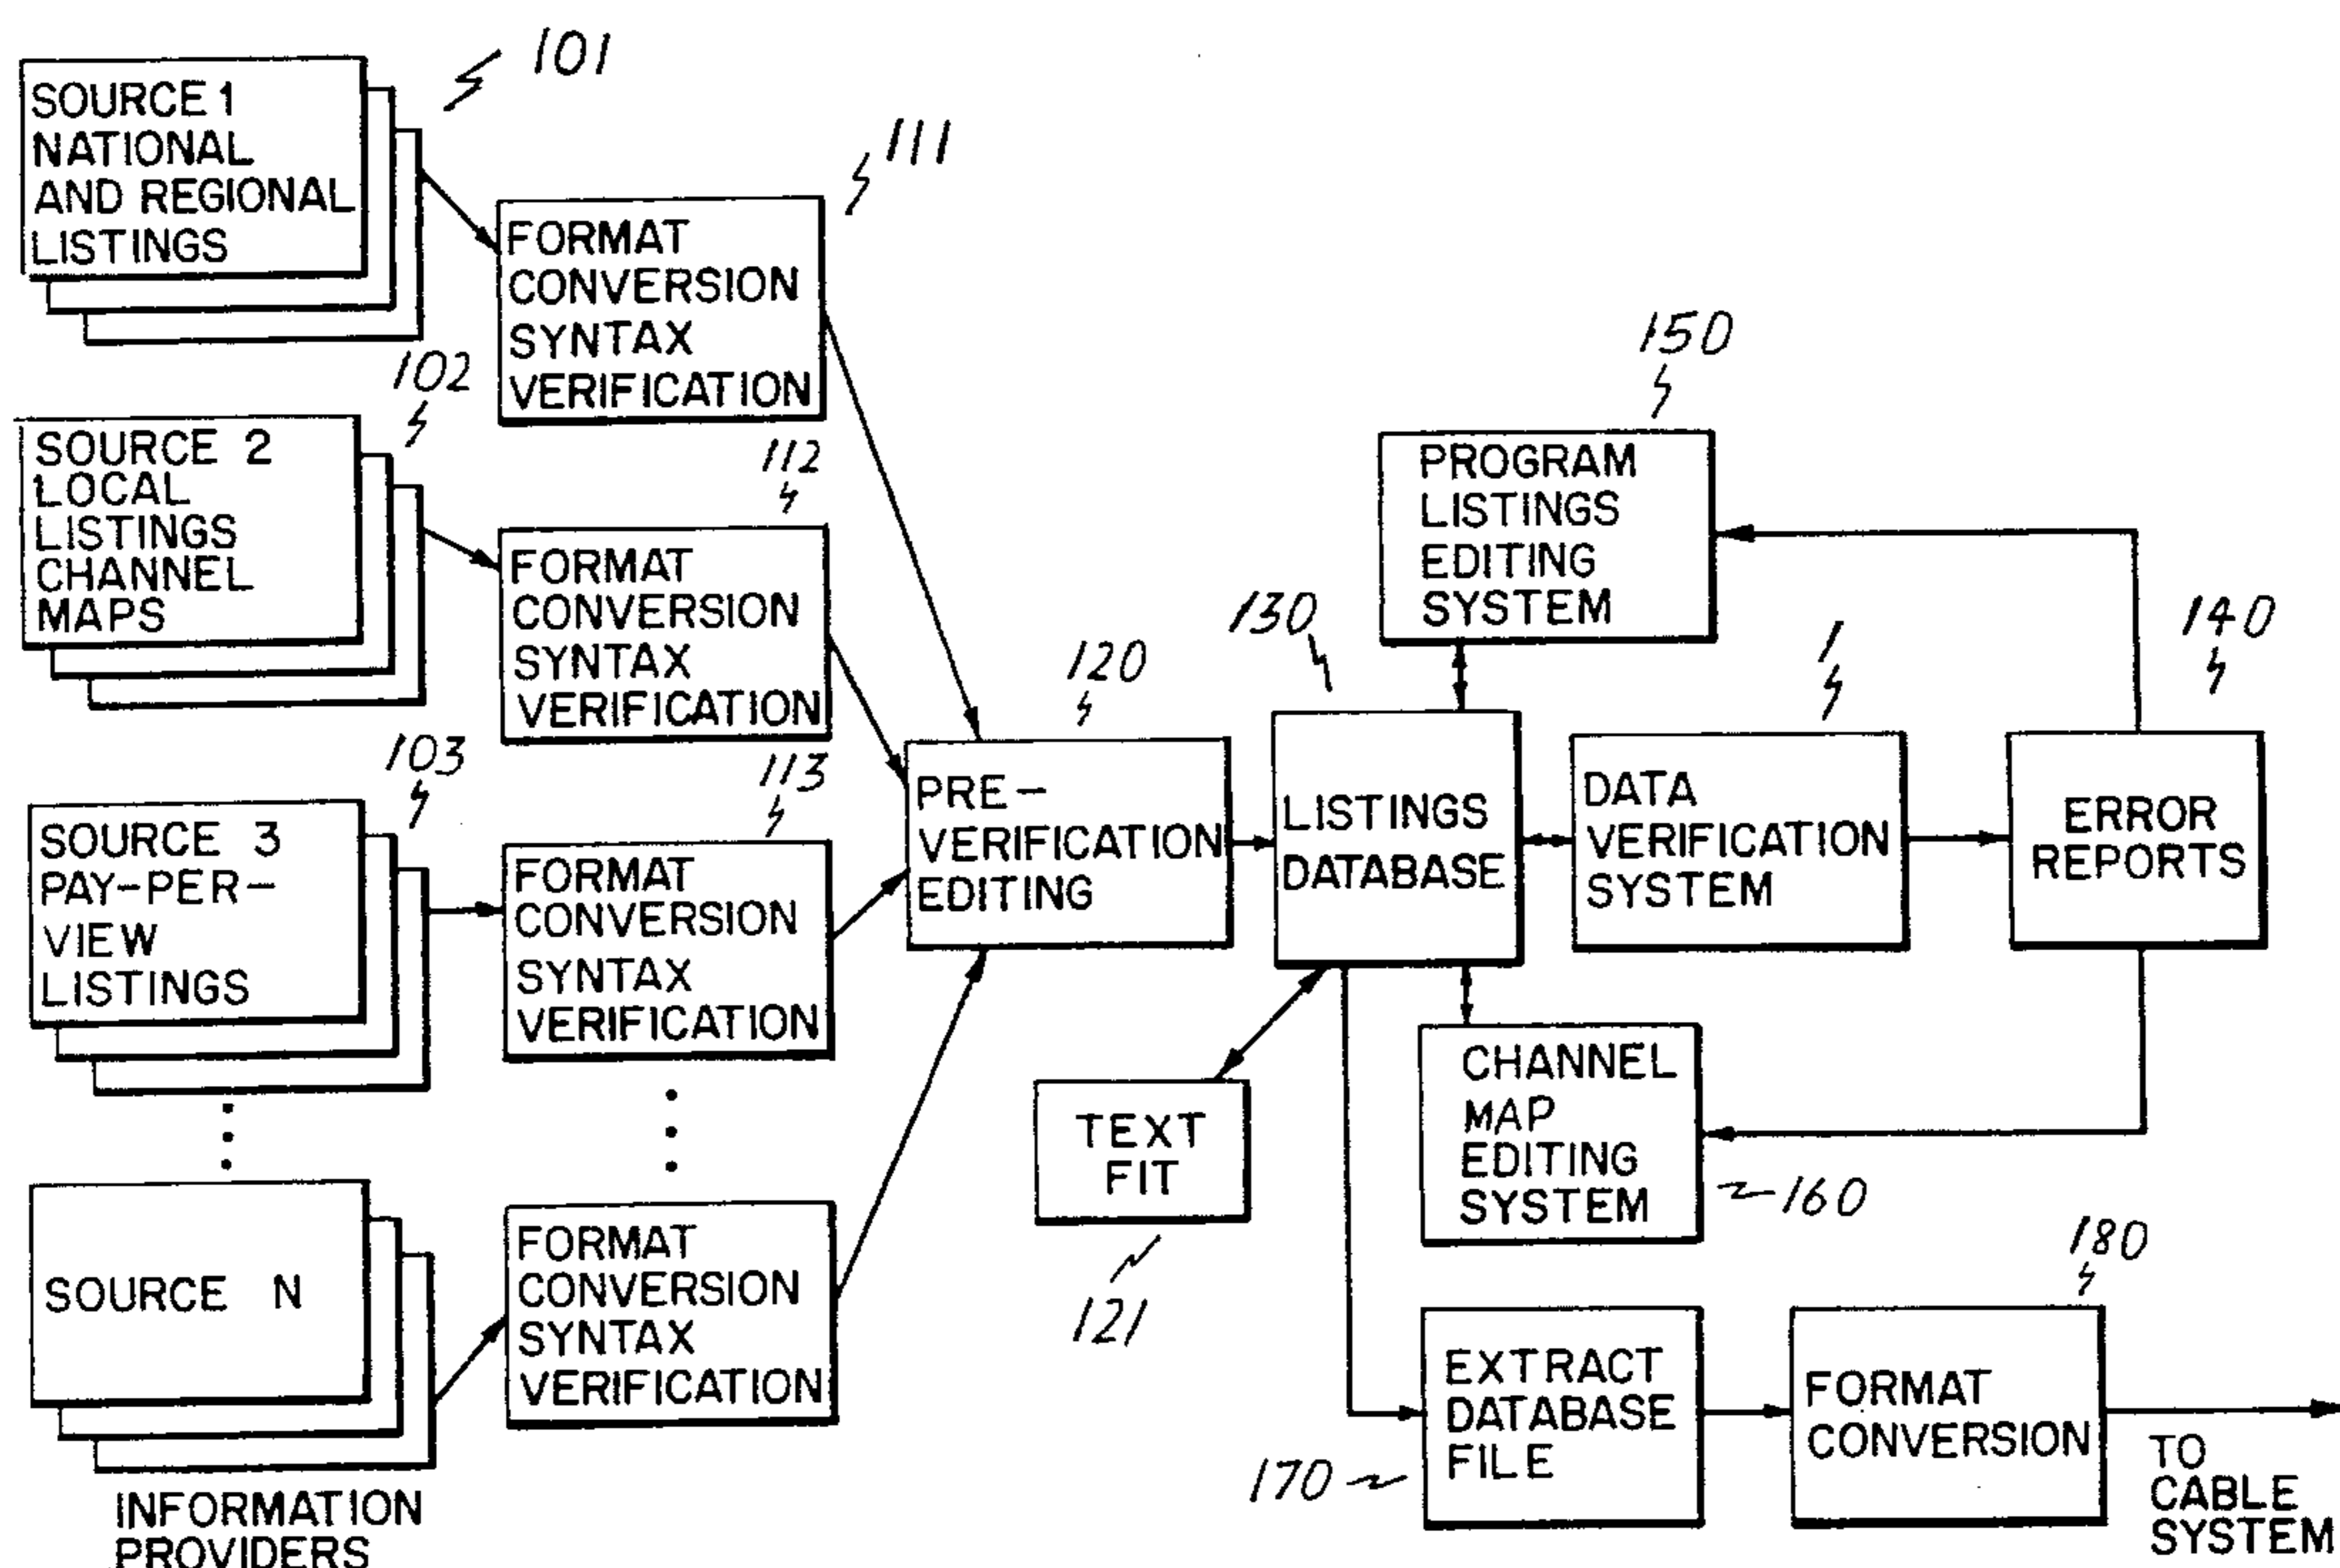 101
SOURCE 1
NATIONAL
AND REGIONAL
LISTINGS
111
FORMAT
CONVERSION
SYNTAX
VERIFICATION
102
SOURCE 2
LOCAL
LISTINGS
CHANNEL
MAPS
112
FORMAT
CONVERSION
SYNTAX
VERIFICATION
103
SOURCE 3
PAY-PER-
VIEW
LISTINGS
113
FORMAT
CONVERSION
SYNTAX
VERIFICATION
SOURCE N
FORMAT
CONVERSION
SYNTAX
VERIFICATION
INFORMATION
PROVIDERS
120
PRE-
VERIFICATION
EDITING
130
LISTINGS
DATABASE
150
PROGRAM
LISTINGS
EDITING
SYSTEM
1
DATA
VERIFICATION
SYSTEM
140
ERROR
REPORTS
TEXT
FIT
121
CHANNEL
MAP
EDITING
SYSTEM
160
170
EXTRACT
DATABASE
FILE
180
FORMAT
CONVERSION
TO
CABLE
SYSTEM